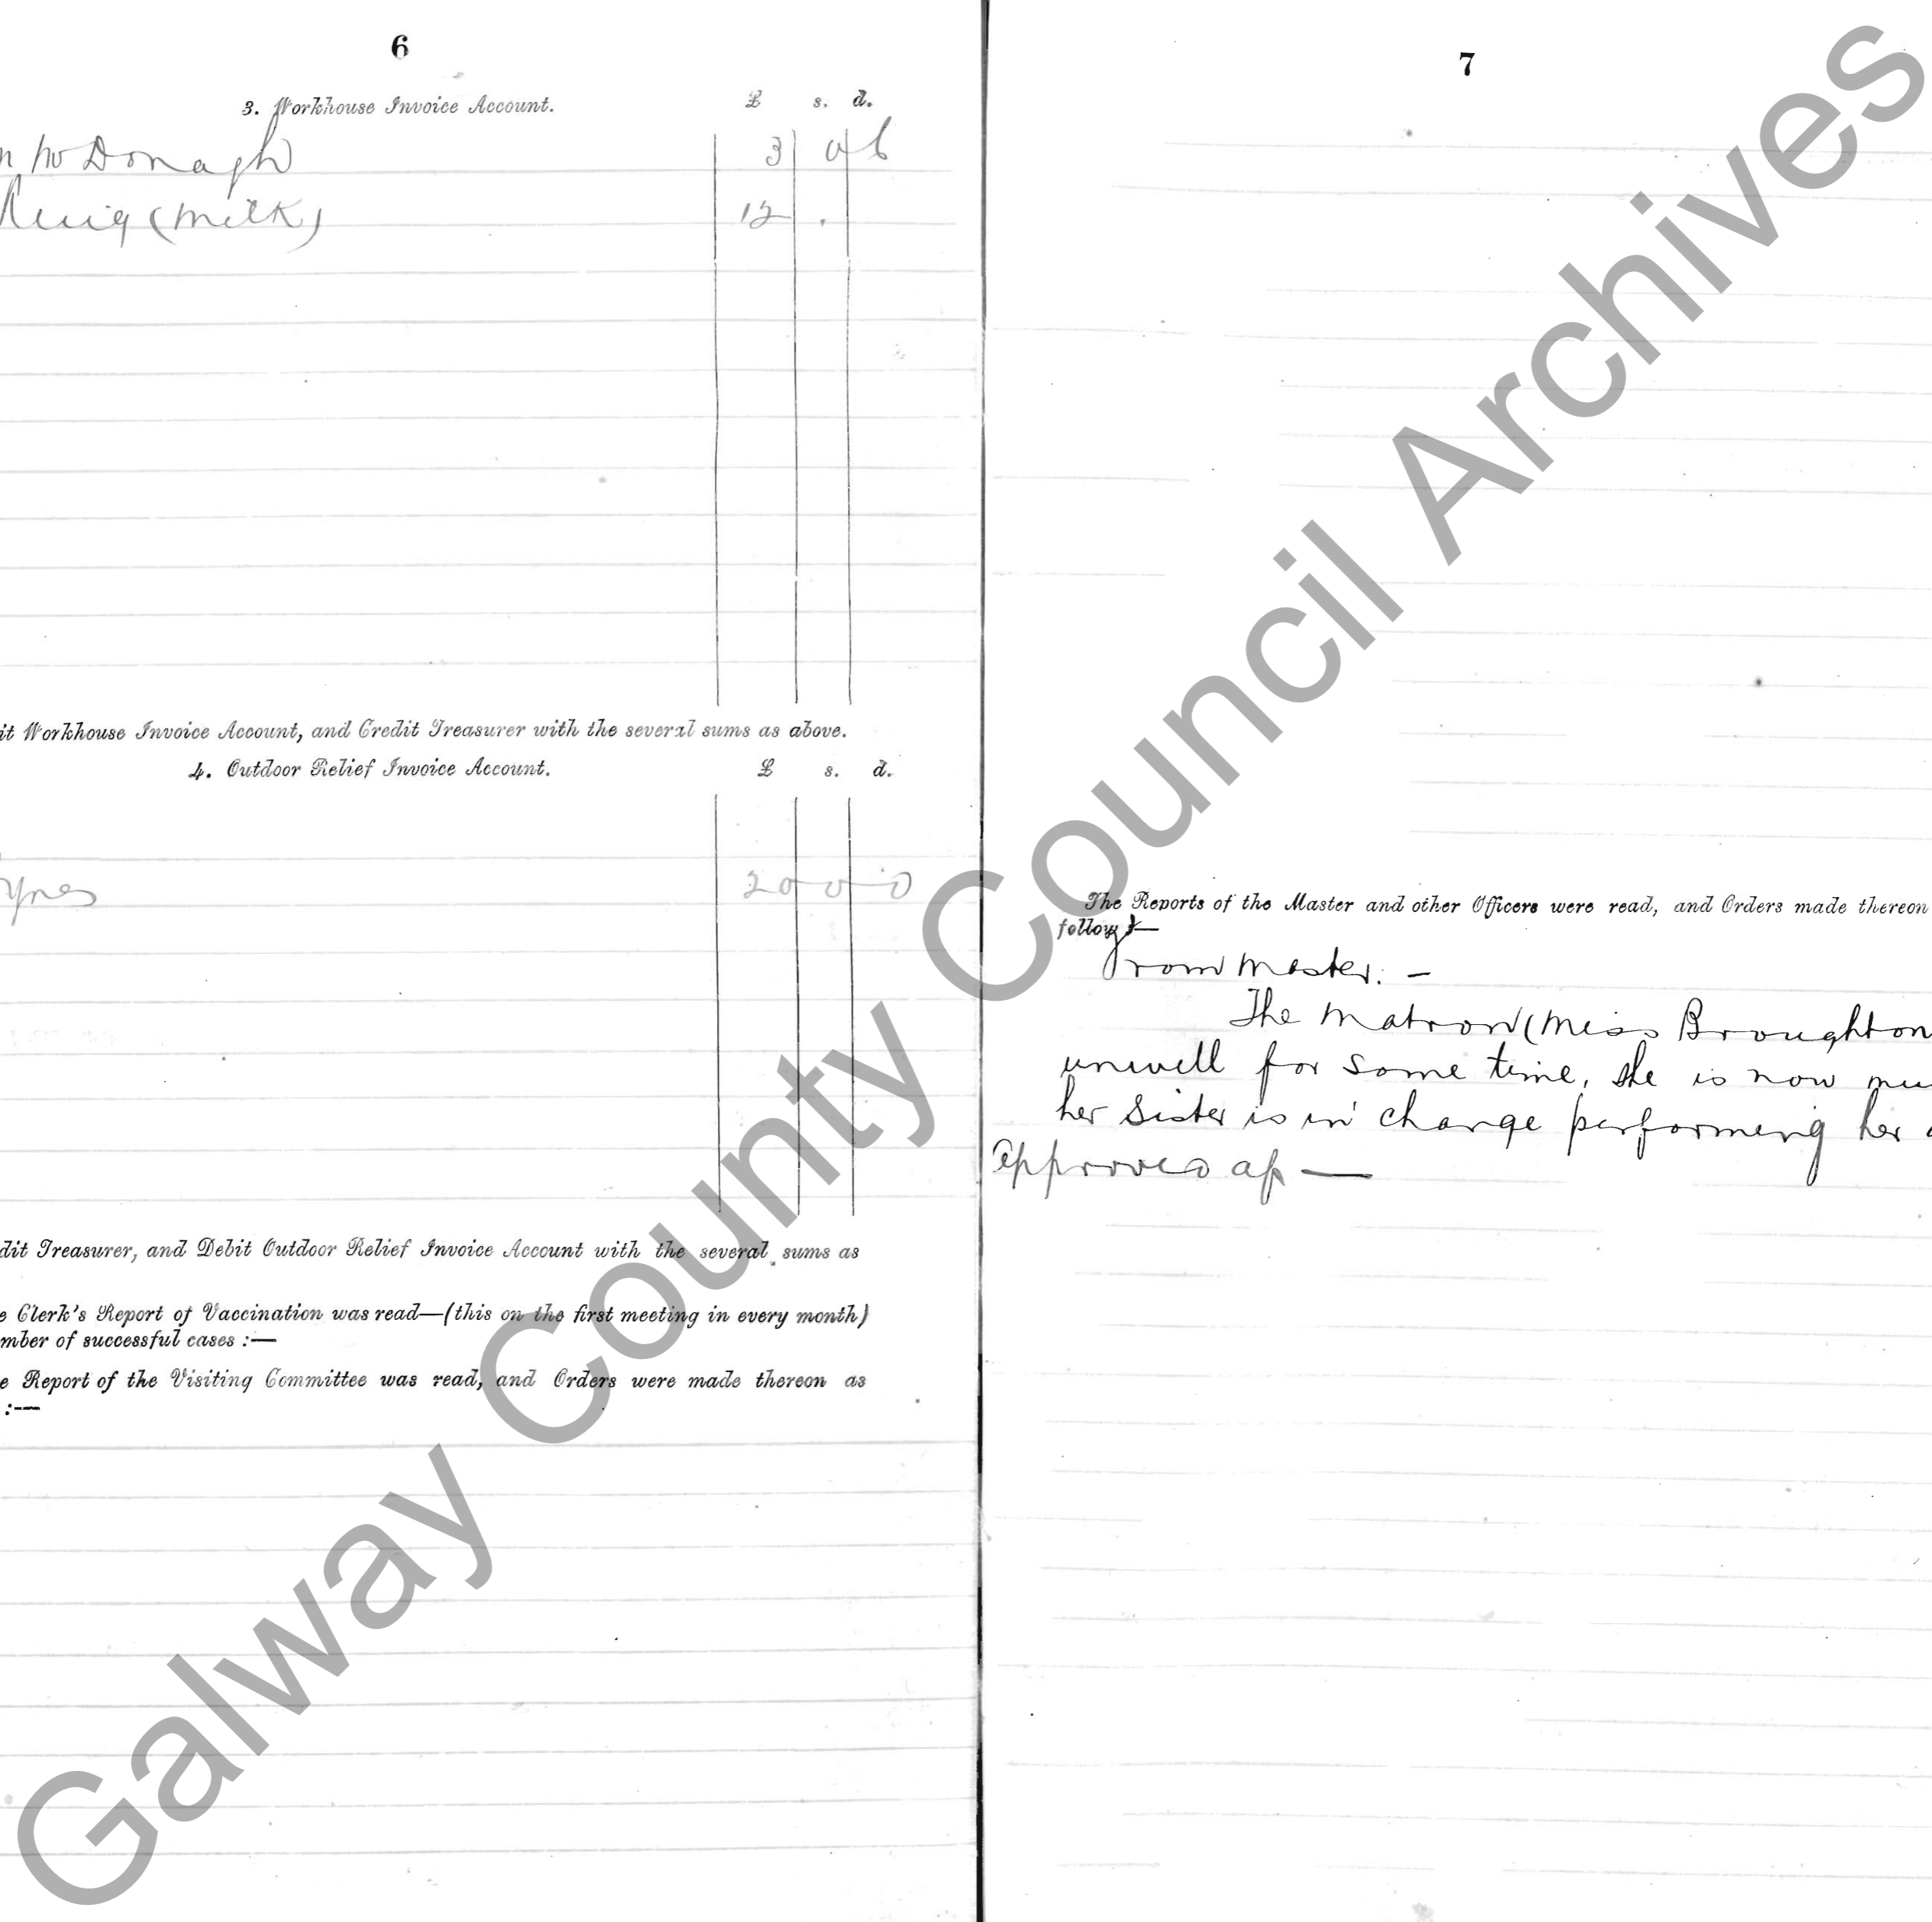 6
3. Workhouse Invoice Account. £ s. d.
McDonagh 3 0 6
(Milk) 12 .
it Workhouse Invoice Account, and Credit Treasurer with the several sums as above.
4. Outdoor Relief Invoice Account. £ s. d.
ynes 20 0 0
dit Treasurer, and Debit Outdoor Relief Invoice Account with the several sums as
e Clerk's Report of Vaccination was read—(this on the first meeting in every month)
mber of successful cases :—
e Report of the Visiting Committee was read, and Orders were made thereon as
:—
7
The Reports of the Master and other Officers were read, and Orders made thereon
follow :—
From Master. —
The Matron (Miss Broughton
unwell for some time, she is now mu
her sister is in charge performing her d
Approved
Galway County Council Archives